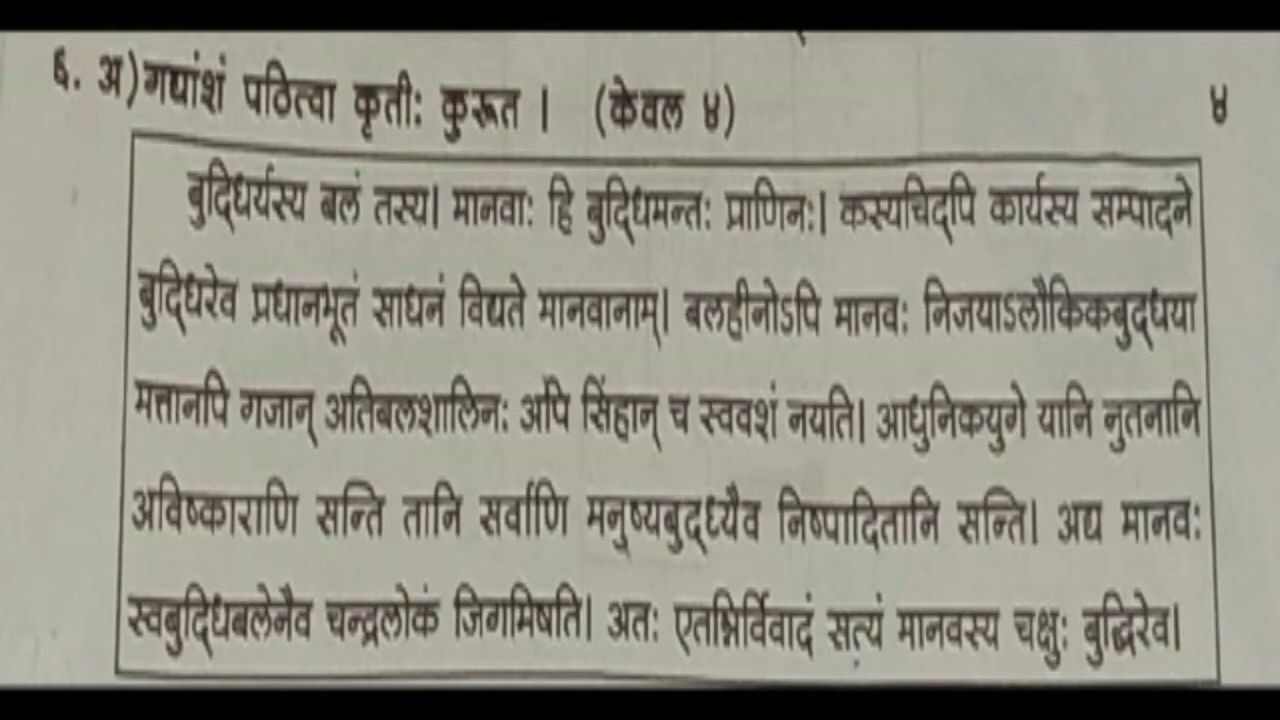 ६. अ) गद्यांशं पठित्वा कृतीः कुरूत । (केवल ४) ४
बुद्धिर्यस्य बलं तस्य। मानवाः हि बुद्धिमन्तः प्राणिनः। कस्यचिदपि कार्यस्य सम्पादने
बुद्धिरेव प्रधानभूतं साधनं विद्यते मानवानाम्। बलहीनोऽपि मानवः निजयाऽलौकिकबुद्धया
मत्तानपि गजान् अतिबलशालिनः अपि सिंहान् च स्ववशं नयति। आधुनिकयुगे यानि नुतनानि
अविष्काराणि सन्ति तानि सर्वाणि मनुष्यबुद्ध्यैव निष्पादितानि सन्ति। अद्य मानवः
स्वबुद्धिबलेनैव चन्द्रलोकं जिगमिषति। अतः एतन्निर्विवादं सत्यं मानवस्य चक्षुः बुद्धिरेव।